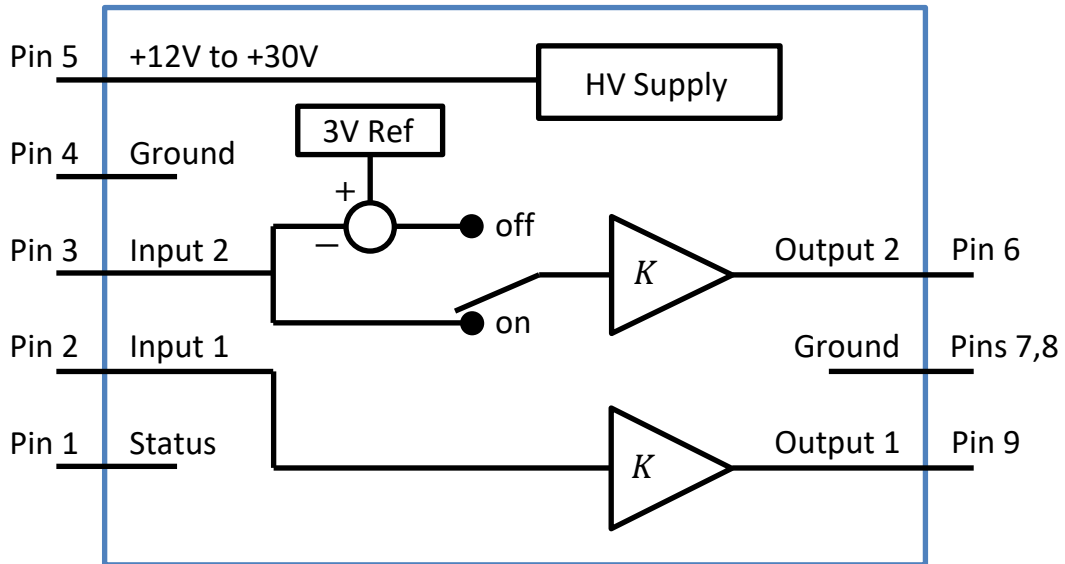 Pin 5 +12V to +30V
HV Supply
3V Ref
Pin 4 Ground
+
off
−
Pin 3 Input 2
K
Output 2 Pin 6
on
Pin 2 Input 1
Ground Pins 7,8
Pin 1 Status
K
Output 1 Pin 9